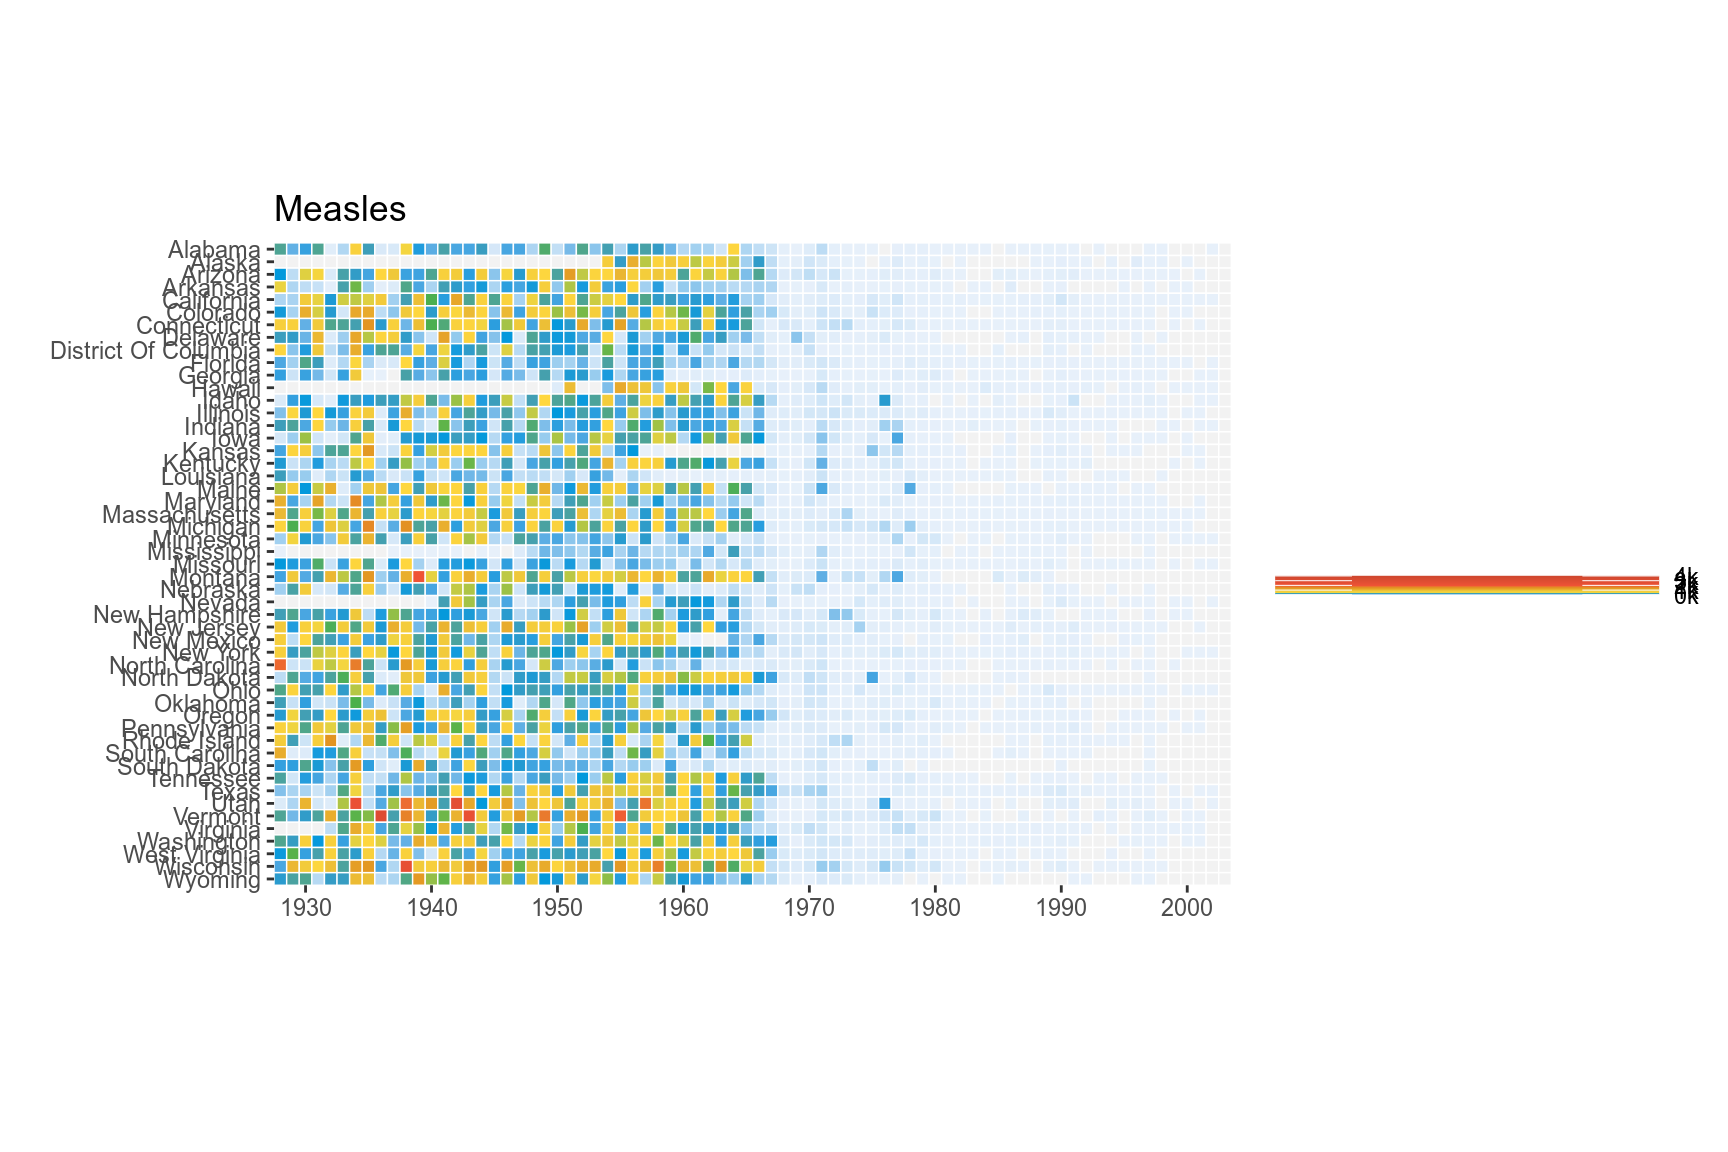 Measles
Alabama
Alaska
Arizona
Arkansas
California
Colorado
Connecticut
Delaware
District Of Columbia
Florida
Georgia
Hawaii
Idaho
Illinois
Indiana
Iowa
Kansas
Kentucky
Louisiana
Maine
Maryland
Massachusetts
Michigan
Minnesota
Mississippi
Missouri
Montana
Nebraska
Nevada
New Hampshire
New Jersey
New Mexico
New York
North Carolina
North Dakota
Ohio
Oklahoma
Oregon
Pennsylvania
Rhode Island
South Carolina
South Dakota
Tennessee
Texas
Utah
Vermont
Virginia
Washington
West Virginia
Wisconsin
Wyoming
1930 1940 1950 1960 1970 1980 1990 2000
4k
0k